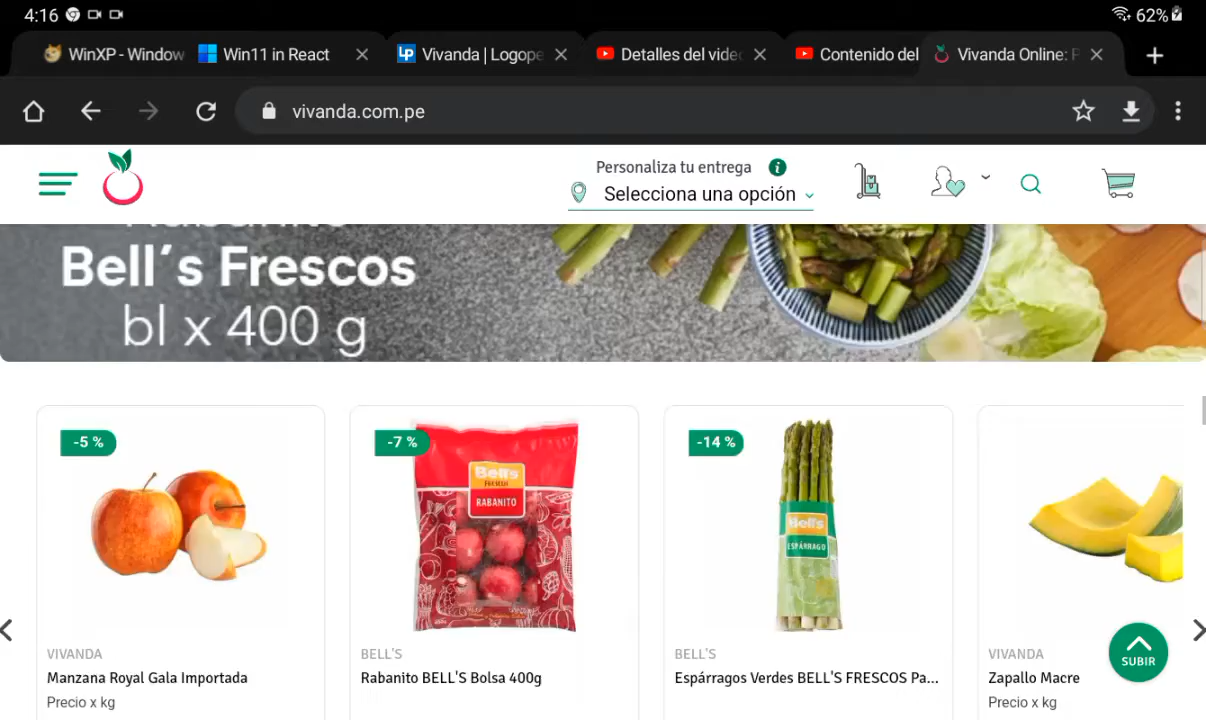 4:16
62%
WinXP - Window
Win11 in React
LP
Vivanda | Logope
Detalles del vide
Contenido del
Vivanda Online: P
vivanda.com.pe
Personaliza tu entrega
Selecciona una opción
Bell´s Frescos
bl x 400 g
-5 %
-7 %
-14 %
Bell's
RABANITO
Bell's
ESPÁRRAGO
VIVANDA
Manzana Royal Gala Importada
Precio x kg
BELL'S
Rabanito BELL'S Bolsa 400g
BELL'S
Espárragos Verdes BELL'S FRESCOS Pa...
VIVANDA
Zapallo Macre
Precio x kg
SUBIR